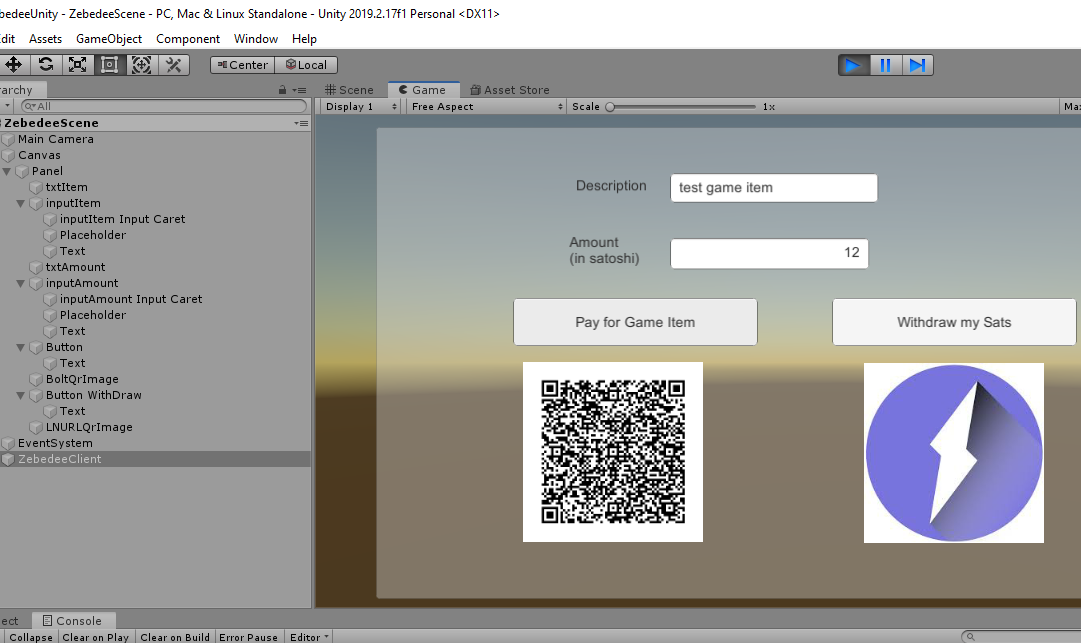 ebedeeUnity - ZebedeeScene - PC, Mac & Linux Standalone - Unity 2019.2.17f1 Personal <DX11>
dit Assets GameObject Component Window Help
Center Local
rarchy Scene Game Asset Store
All Display 1 Free Aspect Scale 1x Max
ZebedeeScene
Main Camera
Canvas
Panel
txtItem
inputItem
inputItem Input Caret
Placeholder
Text
txtAmount
inputAmount
inputAmount Input Caret
Placeholder
Text
Button
Text
BoltQrImage
Button WithDraw
Text
LNURLQrImage
EventSystem
ZebedeeClient
Description test game item
Amount
(in satoshi) 12
Pay for Game Item Withdraw my Sats
ect Console
Collapse Clear on Play Clear on Build Error Pause Editor